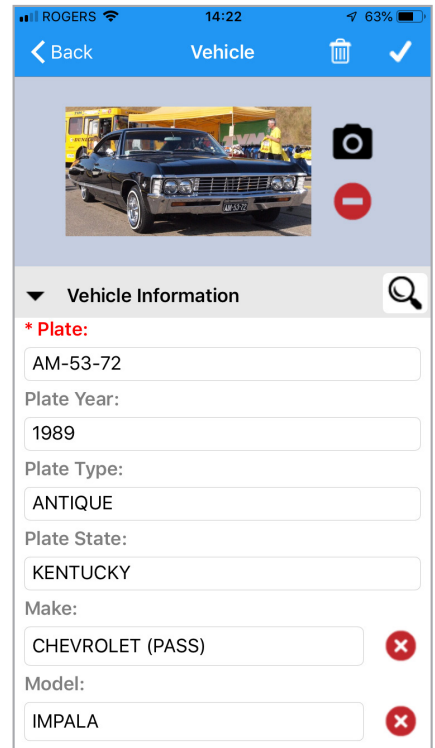 ROGERS 14:22 63%
Back Vehicle
AM-53-72
Vehicle Information
* Plate:
AM-53-72
Plate Year:
1989
Plate Type:
ANTIQUE
Plate State:
KENTUCKY
Make:
CHEVROLET (PASS)
Model:
IMPALA